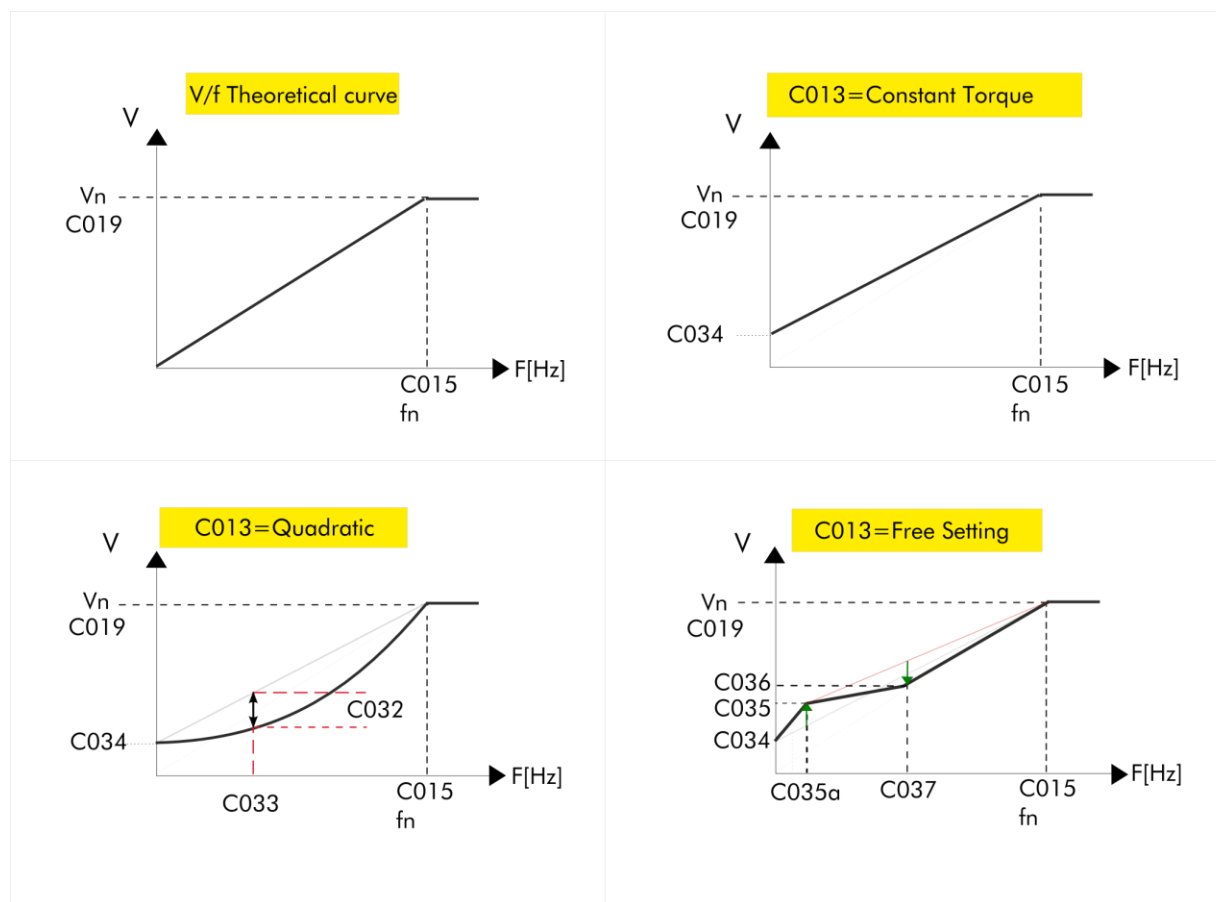 V/f Theoretical curve
V
Vn
C019
F[Hz]
C015
fn
C013=Constant Torque
V
Vn
C019
C034
F[Hz]
C015
fn
C013=Quadratic
V
Vn
C019
C032
C034
F[Hz]
C033
C015
fn
C013=Free Setting
V
Vn
C019
C036
C035
C034
F[Hz]
C035a
C037
C015
fn